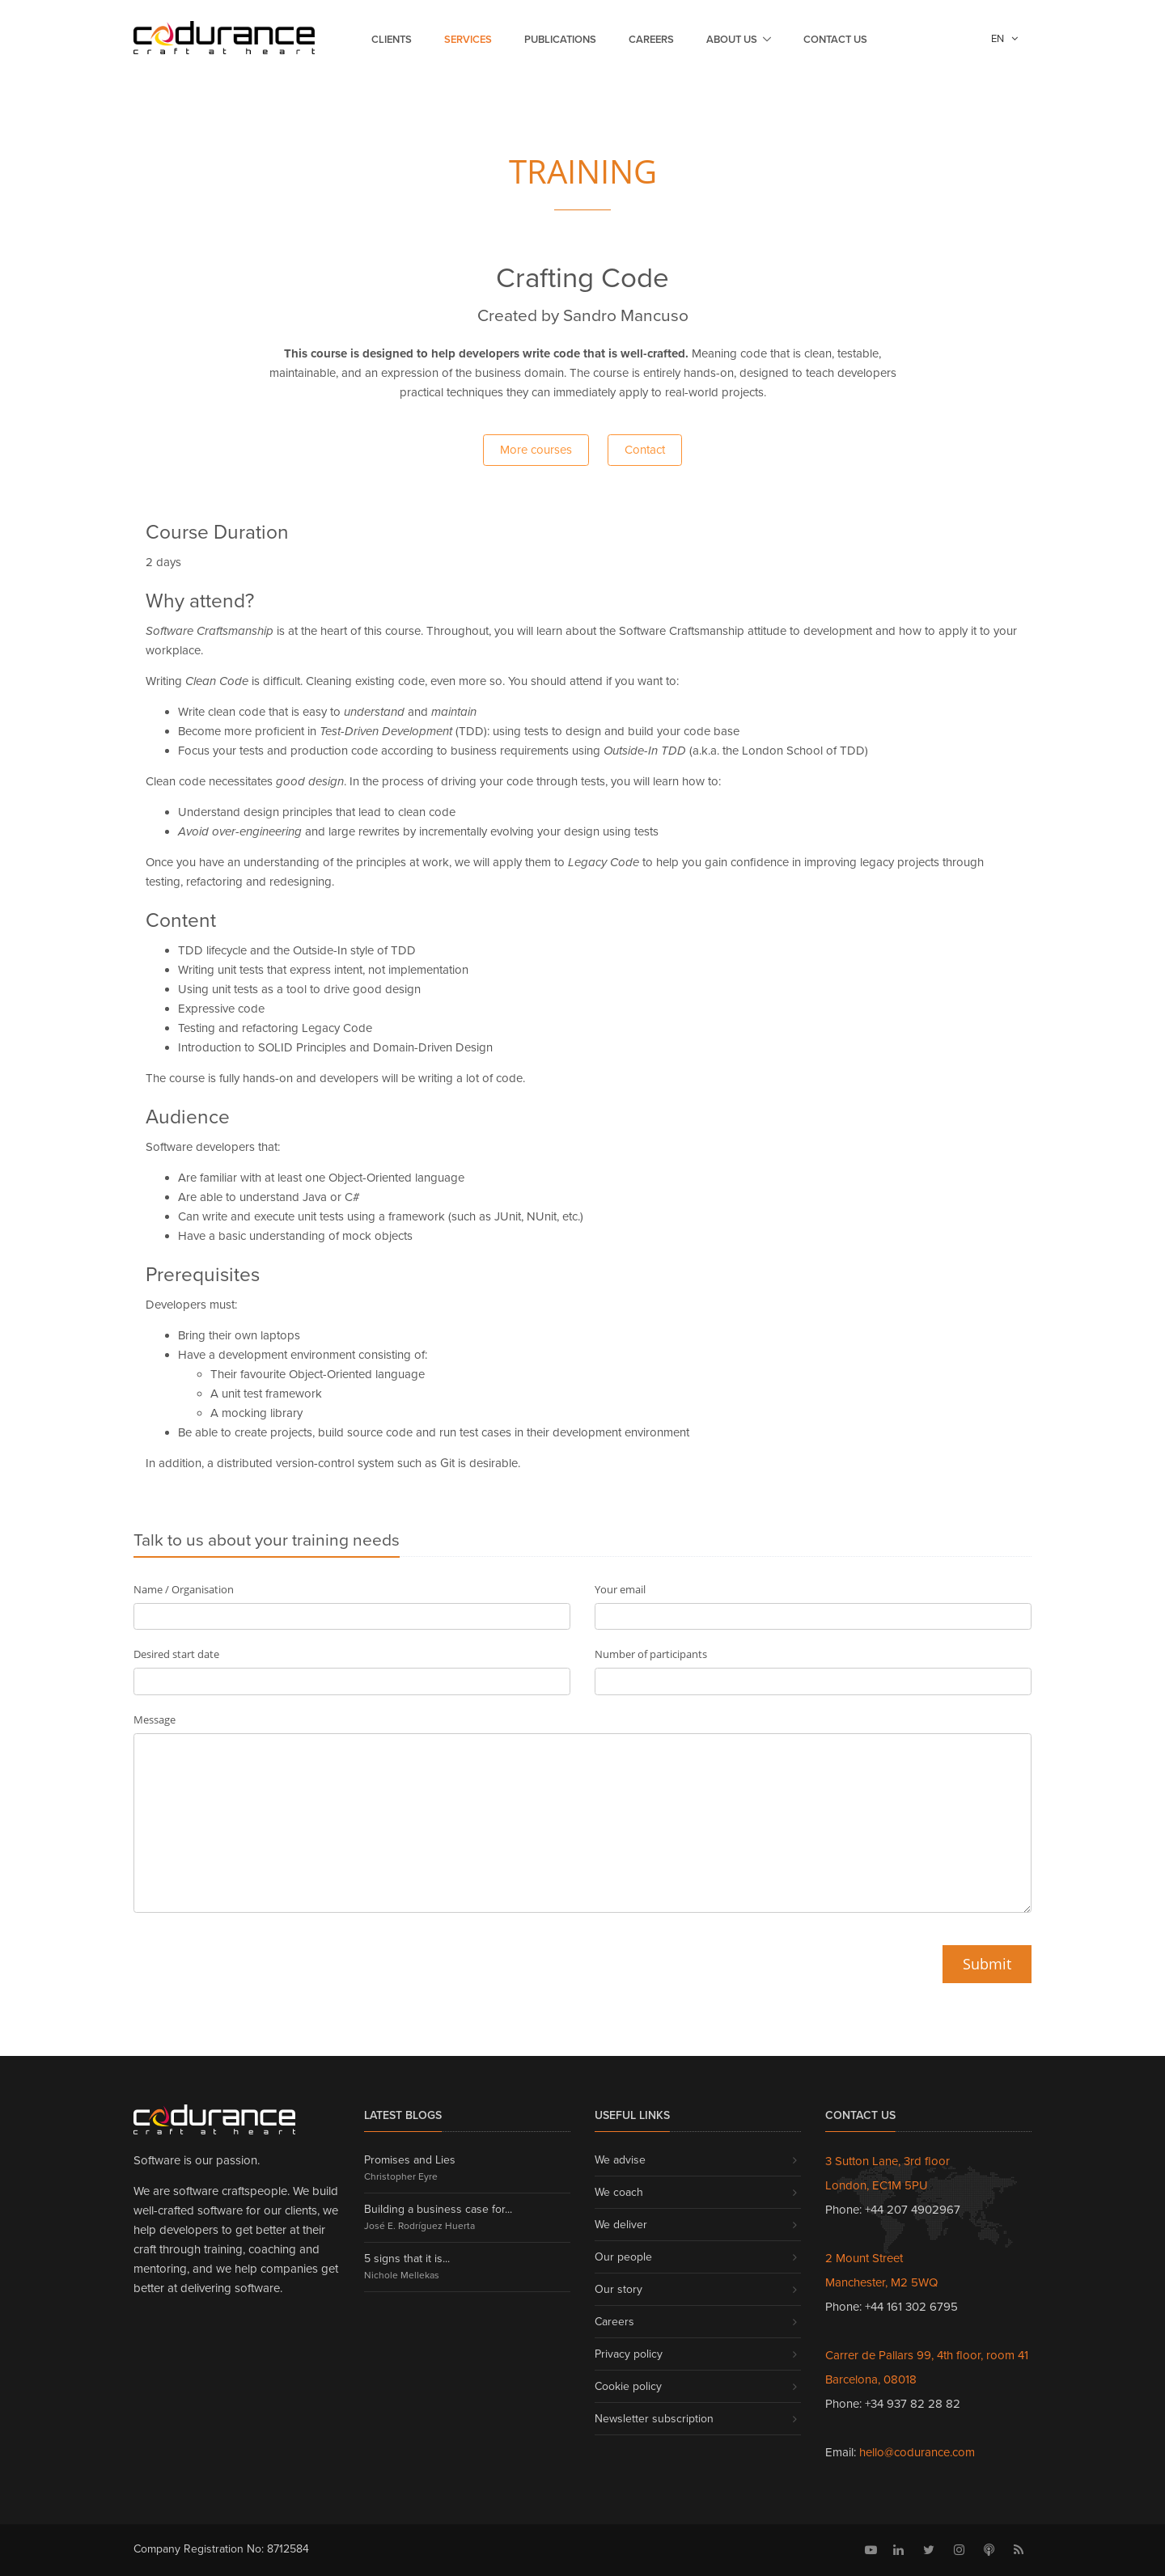 codurance
craft at heart
CLIENTS
SERVICES
PUBLICATIONS
CAREERS
ABOUT US
CONTACT US
EN
TRAINING
Crafting Code
Created by Sandro Mancuso
This course is designed to help developers write code that is well-crafted. Meaning code that is clean, testable,
maintainable, and an expression of the business domain. The course is entirely hands-on, designed to teach developers
practical techniques they can immediately apply to real-world projects.
More courses
Contact
Course Duration
2 days
Why attend?
Software Craftsmanship is at the heart of this course. Throughout, you will learn about the Software Craftsmanship attitude to development and how to apply it to your
workplace.
Writing Clean Code is difficult. Cleaning existing code, even more so. You should attend if you want to:
Write clean code that is easy to understand and maintain
Become more proficient in Test-Driven Development (TDD): using tests to design and build your code base
Focus your tests and production code according to business requirements using Outside-In TDD (a.k.a. the London School of TDD)
Clean code necessitates good design. In the process of driving your code through tests, you will learn how to:
Understand design principles that lead to clean code
Avoid over-engineering and large rewrites by incrementally evolving your design using tests
Once you have an understanding of the principles at work, we will apply them to Legacy Code to help you gain confidence in improving legacy projects through
testing, refactoring and redesigning.
Content
TDD lifecycle and the Outside-In style of TDD
Writing unit tests that express intent, not implementation
Using unit tests as a tool to drive good design
Expressive code
Testing and refactoring Legacy Code
Introduction to SOLID Principles and Domain-Driven Design
The course is fully hands-on and developers will be writing a lot of code.
Audience
Software developers that:
Are familiar with at least one Object-Oriented language
Are able to understand Java or C#
Can write and execute unit tests using a framework (such as JUnit, NUnit, etc.)
Have a basic understanding of mock objects
Prerequisites
Developers must:
Bring their own laptops
Have a development environment consisting of:
Their favourite Object-Oriented language
A unit test framework
A mocking library
Be able to create projects, build source code and run test cases in their development environment
In addition, a distributed version-control system such as Git is desirable.
Talk to us about your training needs
Name / Organisation
Your email
Desired start date
Number of participants
Message
Submit
codurance
craft at heart
Software is our passion.
We are software craftspeople. We build
well-crafted software for our clients, we
help developers to get better at their
craft through training, coaching and
mentoring, and we help companies get
better at delivering software.
LATEST BLOGS
Promises and Lies
Christopher Eyre
Building a business case for...
José E. Rodríguez Huerta
5 signs that it is...
Nichole Mellekas
USEFUL LINKS
We advise
We coach
We deliver
Our people
Our story
Careers
Privacy policy
Cookie policy
Newsletter subscription
CONTACT US
3 Sutton Lane, 3rd floor
London, EC1M 5PU
Phone: +44 207 4902967
2 Mount Street
Manchester, M2 5WQ
Phone: +44 161 302 6795
Carrer de Pallars 99, 4th floor, room 41
Barcelona, 08018
Phone: +34 937 82 28 82
Email: hello@codurance.com
Company Registration No: 8712584